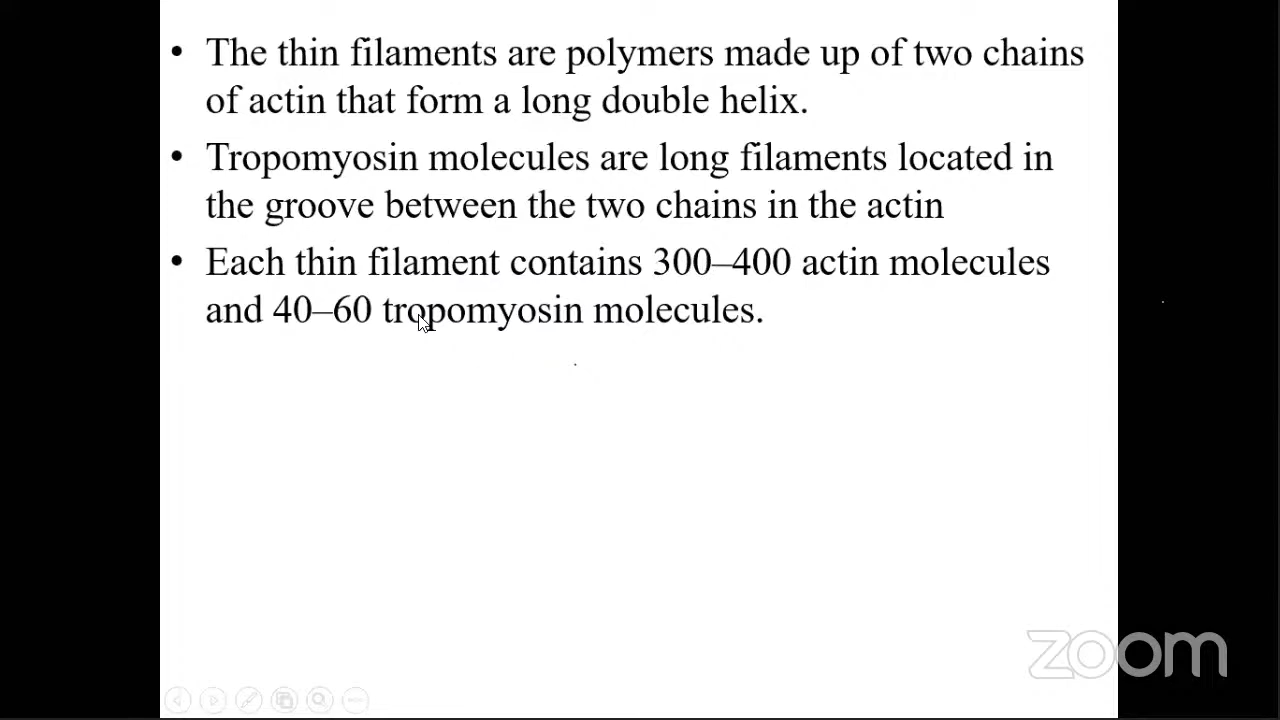 • The thin filaments are polymers made up of two chains
of actin that form a long double helix.
• Tropomyosin molecules are long filaments located in
the groove between the two chains in the actin
• Each thin filament contains 300–400 actin molecules
and 40–60 tropomyosin molecules.
zoom